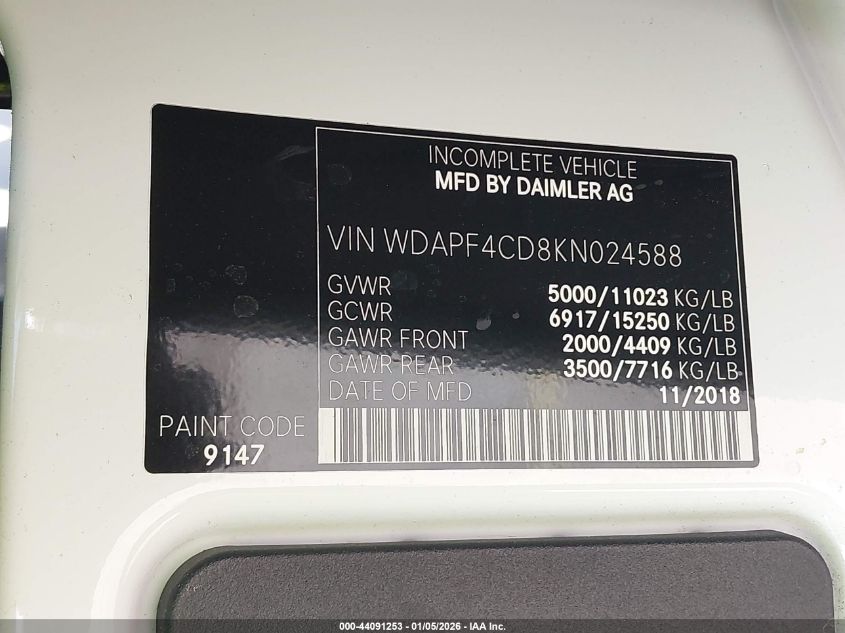 INCOMPLETE VEHICLE
MFD BY DAIMLER AG
VIN WDAPF4CD8KN024588
GVWR 5000/11023 KG/LB
GCWR 6917/15250 KG/LB
GAWR FRONT 2000/4409 KG/LB
GAWR REAR 3500/7716 KG/LB
DATE OF MFD 11/2018
PAINT CODE
9147
000-44091253 - 01/05/2026 - IAA Inc.